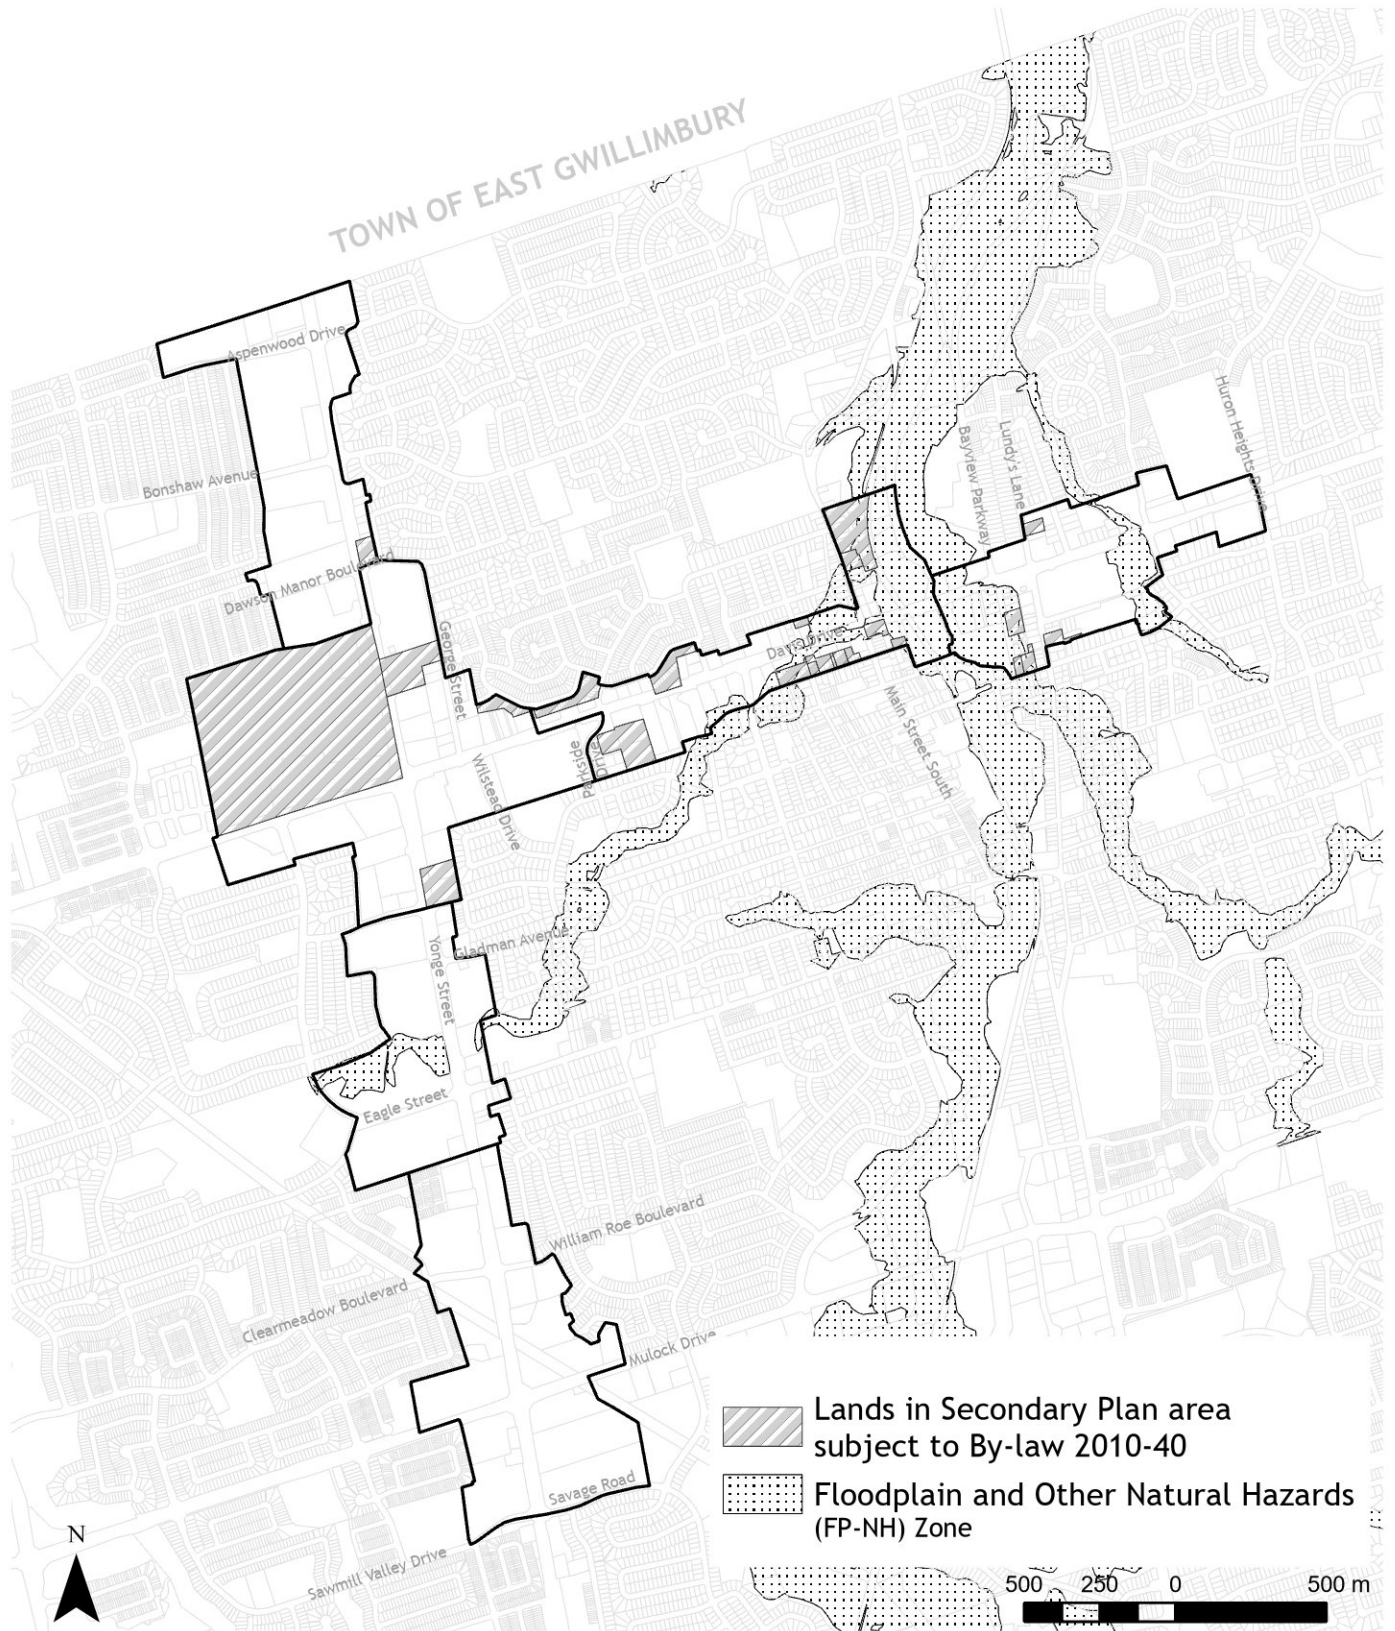 TOWN OF EAST GWILLIMBURY
Aspenwood Drive
Huron Heights Drive
Lundy's Lane
Bayview Parkway
Bonshaw Avenue
Dawson Manor Boulevard
George Street
Davis Drive
Main Street South
Parkside
Drive
Wilstead Drive
Gladman Avenue
Yonge Street
Eagle Street
William Roe Boulevard
Clearmeadow Boulevard
Mulock Drive
Lands in Secondary Plan area
subject to By-law 2010-40
Savage Road
Floodplain and Other Natural Hazards
(FP-NH) Zone
N
Sawmill Valley Drive
500 250 0 500 m